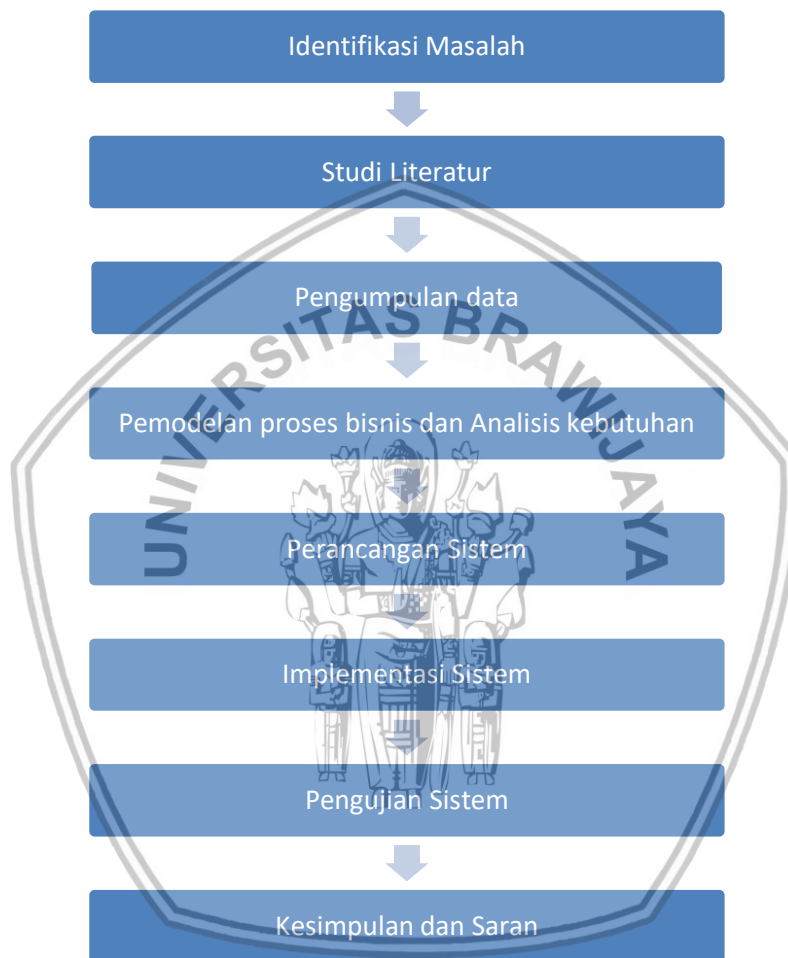 Identifikasi Masalah
Studi Literatur
Pengumpulan data
UNIVERSITAS BRAWIJAYA
Pemodelan proses bisnis dan Analisis kebutuhan
Perancangan Sistem
Implementasi Sistem
Pengujian Sistem
Kesimpulan dan Saran